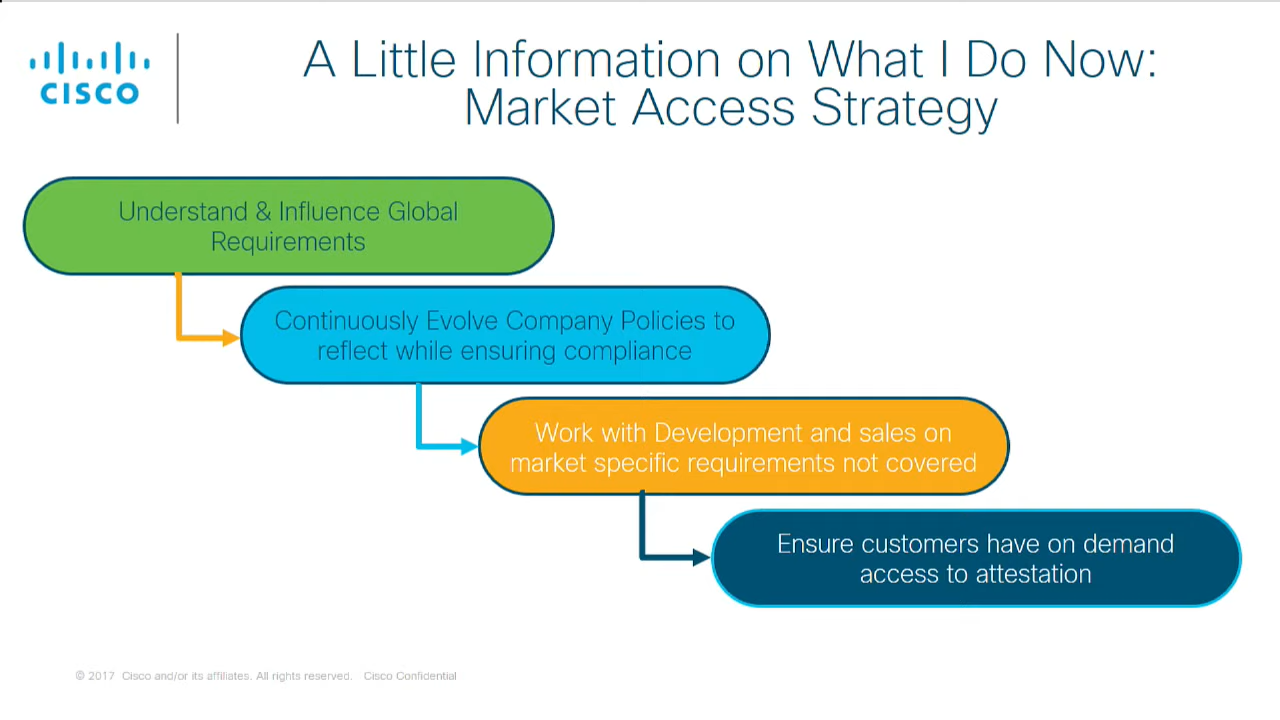 CISCO
A Little Information on What I Do Now:
Market Access Strategy
Understand & Influence Global
Requirements
Continuously Evolve Company Policies to
reflect while ensuring compliance
Work with Development and sales on
market specific requirements not covered
Ensure customers have on demand
access to attestation
© 2017 Cisco and/or its affiliates. All rights reserved. Cisco Confidential